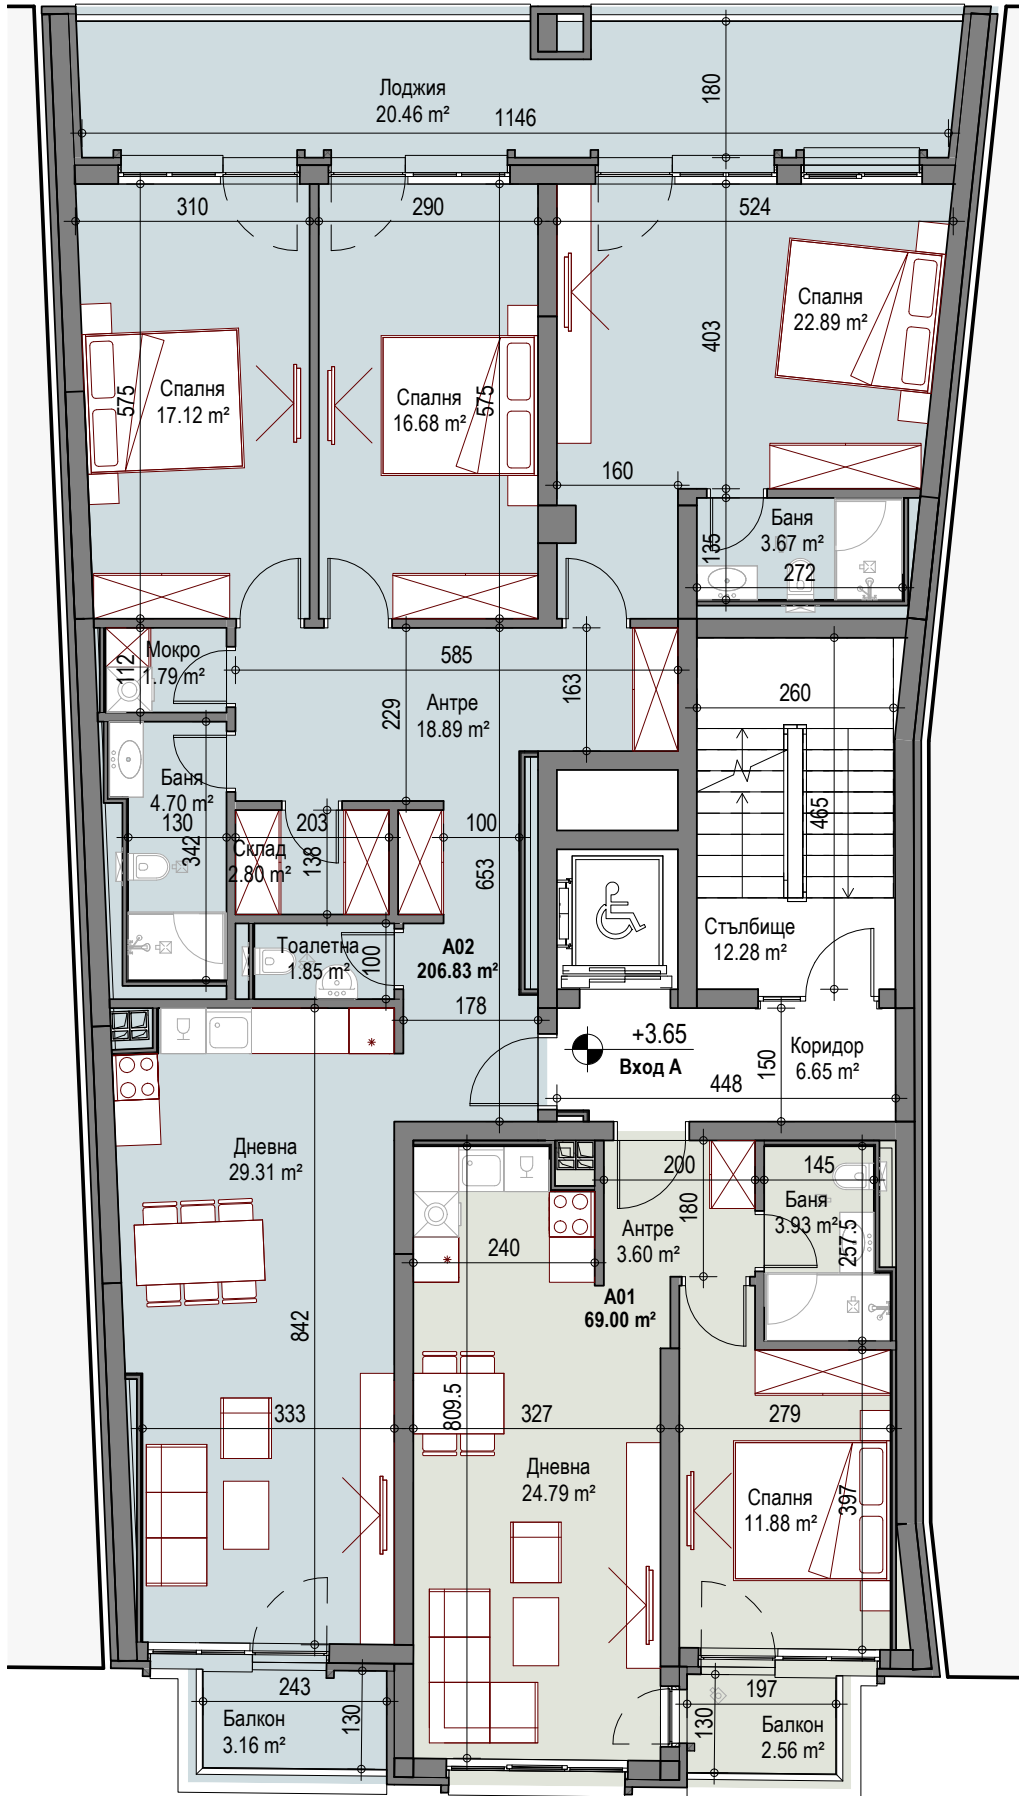 Лоджия
20.46 m²
1146
180
310
290
524
Спалня
17.12 m²
575
Спалня
16.68 m²
575
Спалня
22.89 m²
403
160
Баня
3.67 m²
135
272
Мокро
1.79 m²
112
585
163
229
Антре
18.89 m²
260
465
Баня
4.70 m²
130
342
203
Склад
2.80 m²
138
100
653
Стълбище
12.28 m²
Тоалетна
1.85 m²
100
A02
206.83 m²
178
+3.65
Вход А
Коридор
6.65 m²
150
448
Дневна
29.31 m²
842
200
180
Антре
3.60 m²
145
Баня
3.93 m²
257.5
240
A01
69.00 m²
333
809.5
327
279
Дневна
24.79 m²
Спалня
11.88 m²
397
243
130
Балкон
3.16 m²
197
130
Балкон
2.56 m²